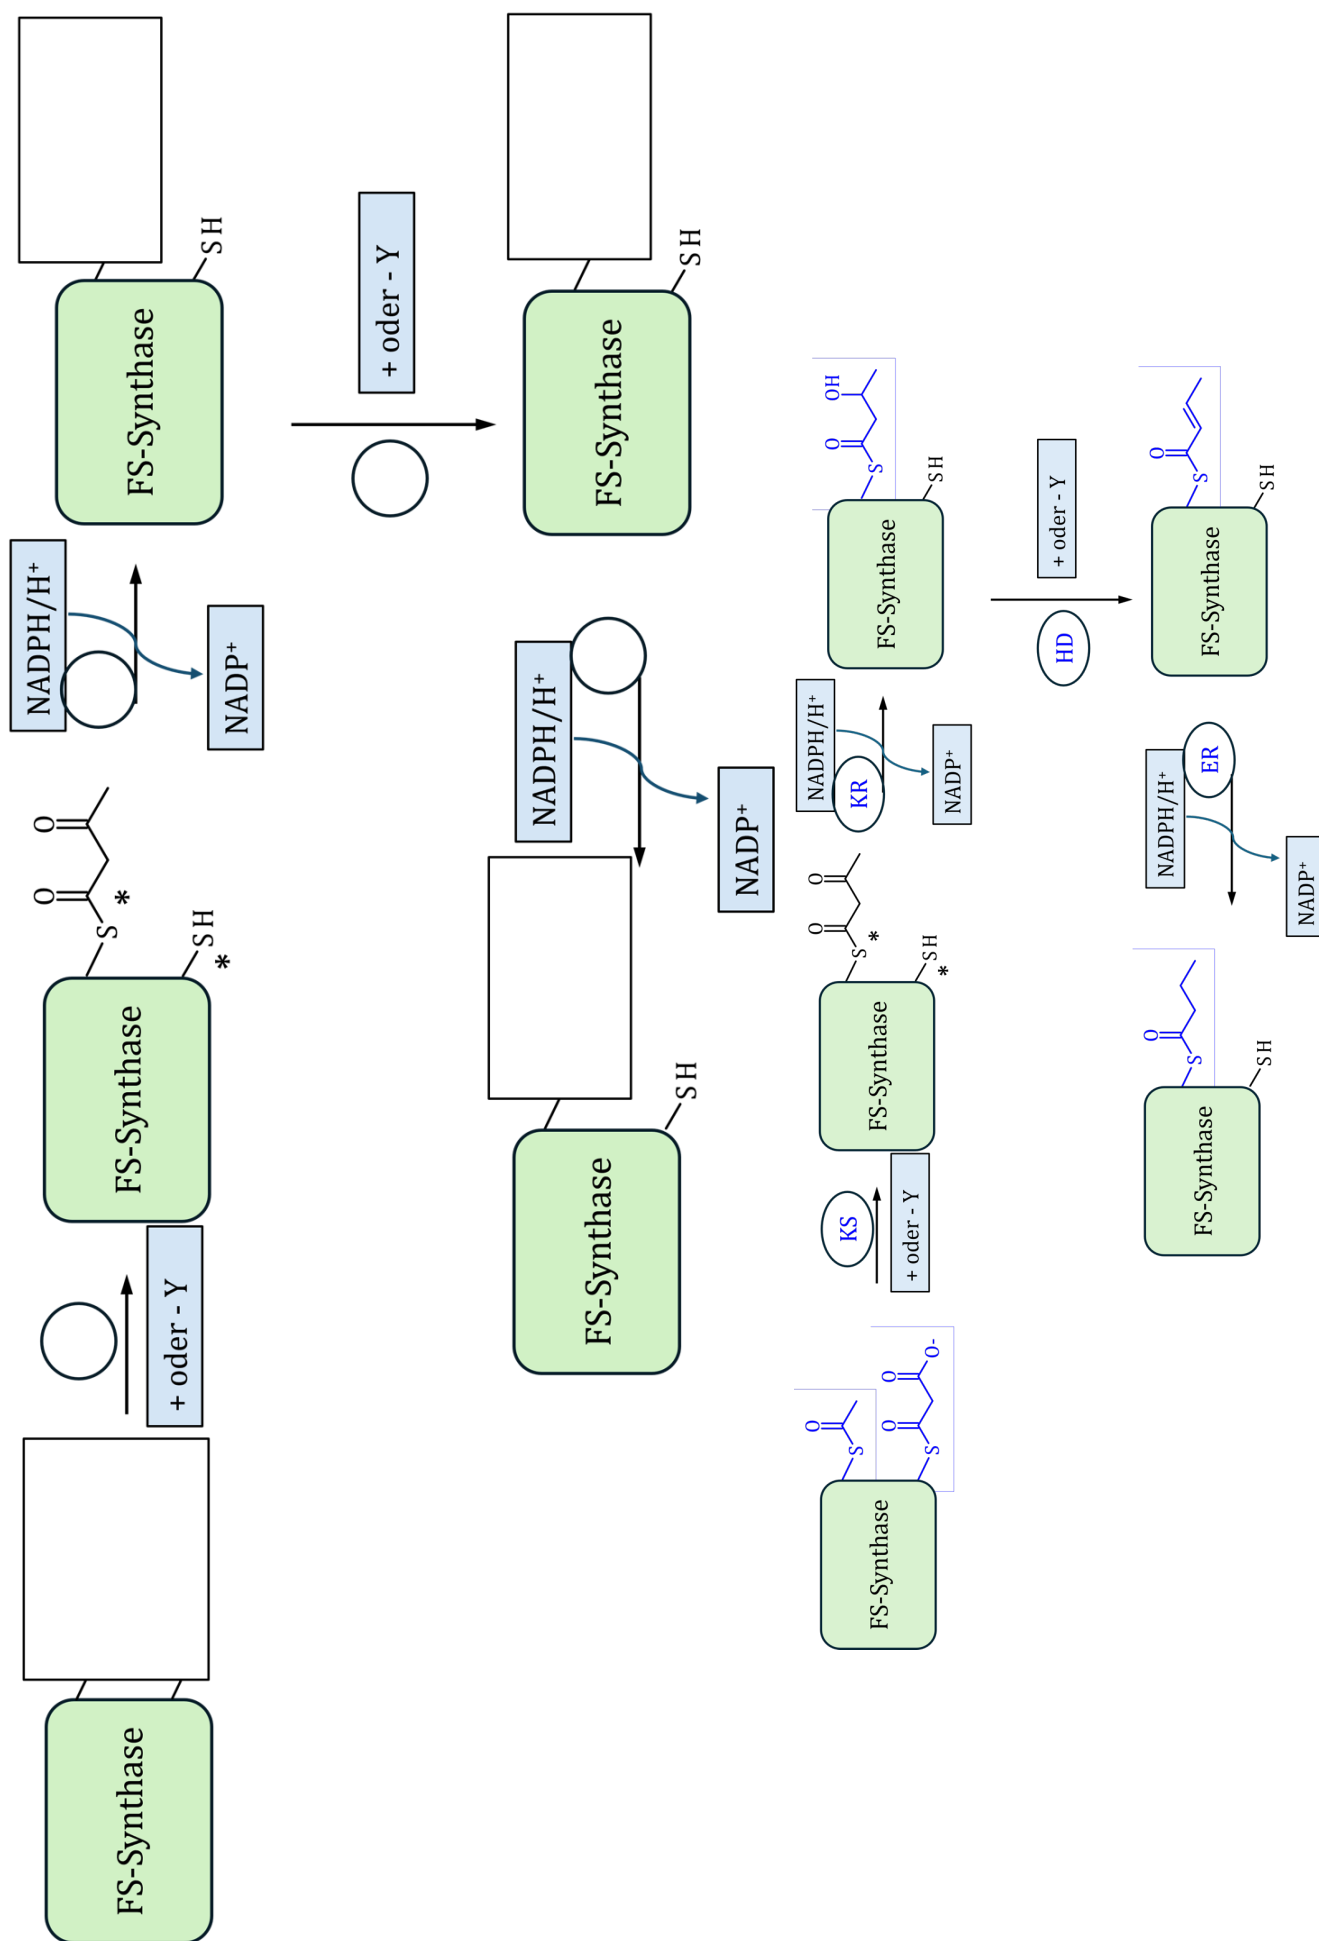 FS-Synthase
+ oder - Y
FS-Synthase
O
O
S
*
SH
*
NADPH/H⁺
NADP⁺
FS-Synthase
SH
+ oder - Y
FS-Synthase
SH
NADPH/H⁺
NADP⁺
FS-Synthase
SH
FS-Synthase
O
S
O
O
S
O-
KS
+ oder - Y
FS-Synthase
O
O
S
*
SH
*
NADPH/H⁺
KR
NADP⁺
FS-Synthase
O
OH
S
SH
HD
+ oder - Y
FS-Synthase
O
S
SH
NADPH/H⁺
ER
NADP⁺
FS-Synthase
O
S
SH